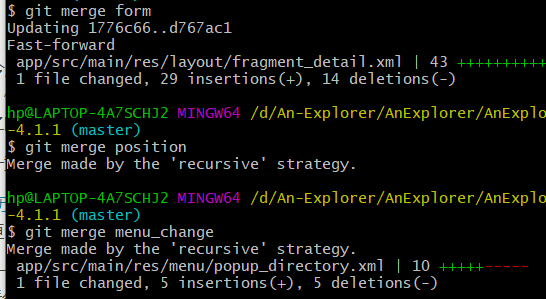 $ git merge form
Updating 1776c66..d767ac1
Fast-forward
 app/src/main/res/layout/fragment_detail.xml | 43 ++++++++++
 1 file changed, 29 insertions(+), 14 deletions(-)
hp@LAPTOP-4A7SCHJ2 MINGW64 /d/An-Explorer/AnExplorer/AnExplo
-4.1.1 (master)
$ git merge position
Merge made by the 'recursive' strategy.
hp@LAPTOP-4A7SCHJ2 MINGW64 /d/An-Explorer/AnExplorer/AnExplo
-4.1.1 (master)
$ git merge menu_change
Merge made by the 'recursive' strategy.
 app/src/main/res/menu/popup_directory.xml | 10 +++++-----
 1 file changed, 5 insertions(+), 5 deletions(-)